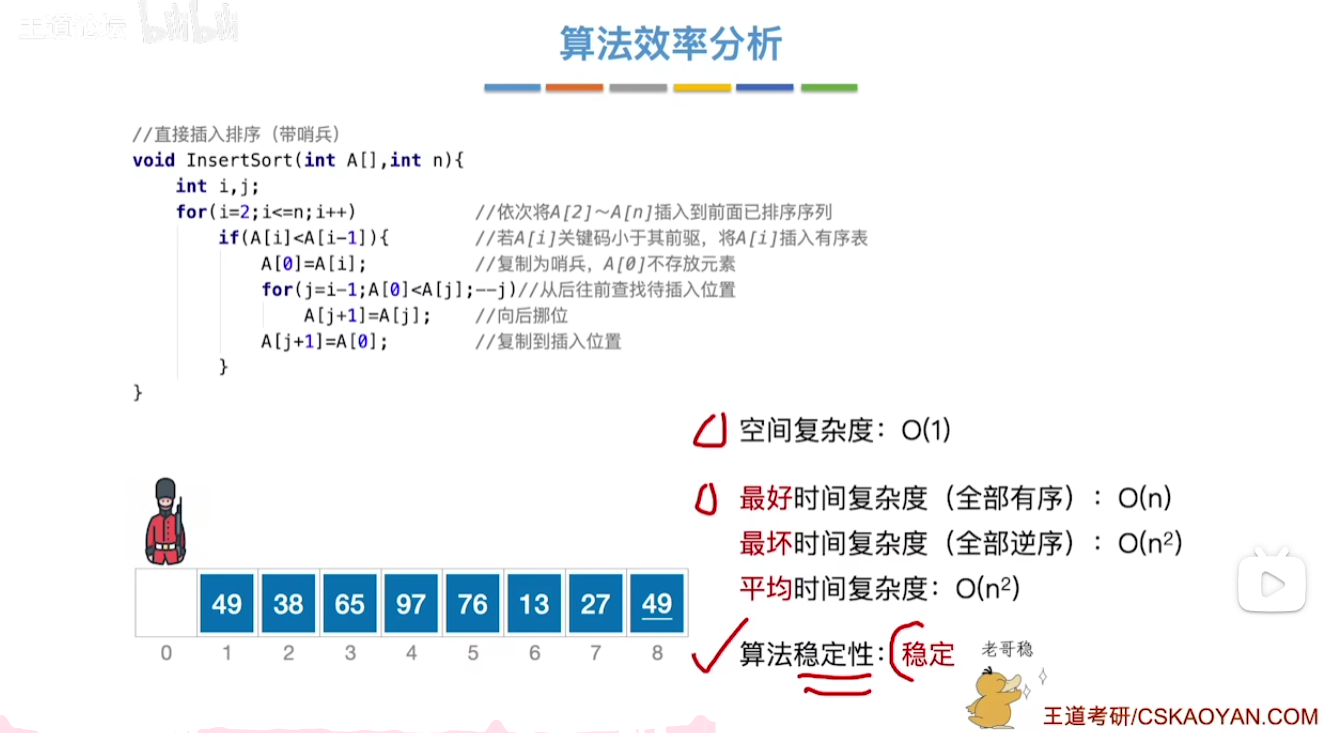 王道论坛 bilibili
算法效率分析
//直接插入排序（带哨兵）
void InsertSort(int A[],int n){
int i,j;
for(i=2;i<=n;i++) //依次将A[2]～A[n]插入到前面已排序序列
if(A[i]<A[i-1]){ //若A[i]关键码小于其前驱，将A[i]插入有序表
A[0]=A[i]; //复制为哨兵，A[0]不存放元素
for(j=i-1;A[0]<A[j];--j)//从后往前查找待插入位置
A[j+1]=A[j]; //向后挪位
A[j+1]=A[0]; //复制到插入位置
}
}
空间复杂度：O(1)
最好时间复杂度（全部有序）：O(n)
最坏时间复杂度（全部逆序）：O(n²)
平均时间复杂度：O(n²)
算法稳定性：稳定
老哥稳
49 38 65 97 76 13 27 49
0 1 2 3 4 5 6 7 8
王道考研/CSKAOYAN.COM